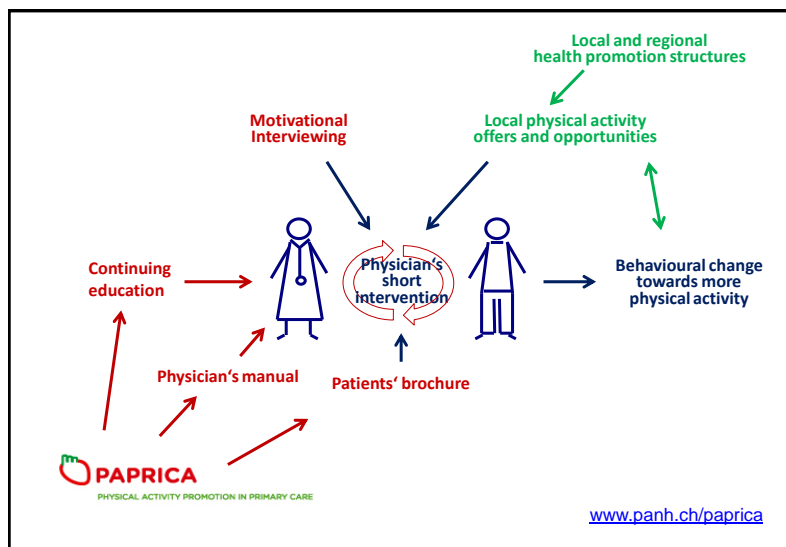 Local and regional
health promotion structures
Motivational
Interviewing
Local physical activity
offers and opportunities
Continuing
education
Physician‘s
short
intervention
Behavioural change
towards more
physical activity
Physician‘s manual
Patients‘ brochure
PAPRICA
PHYSICAL ACTIVITY PROMOTION IN PRIMARY CARE
www.panh.ch/paprica